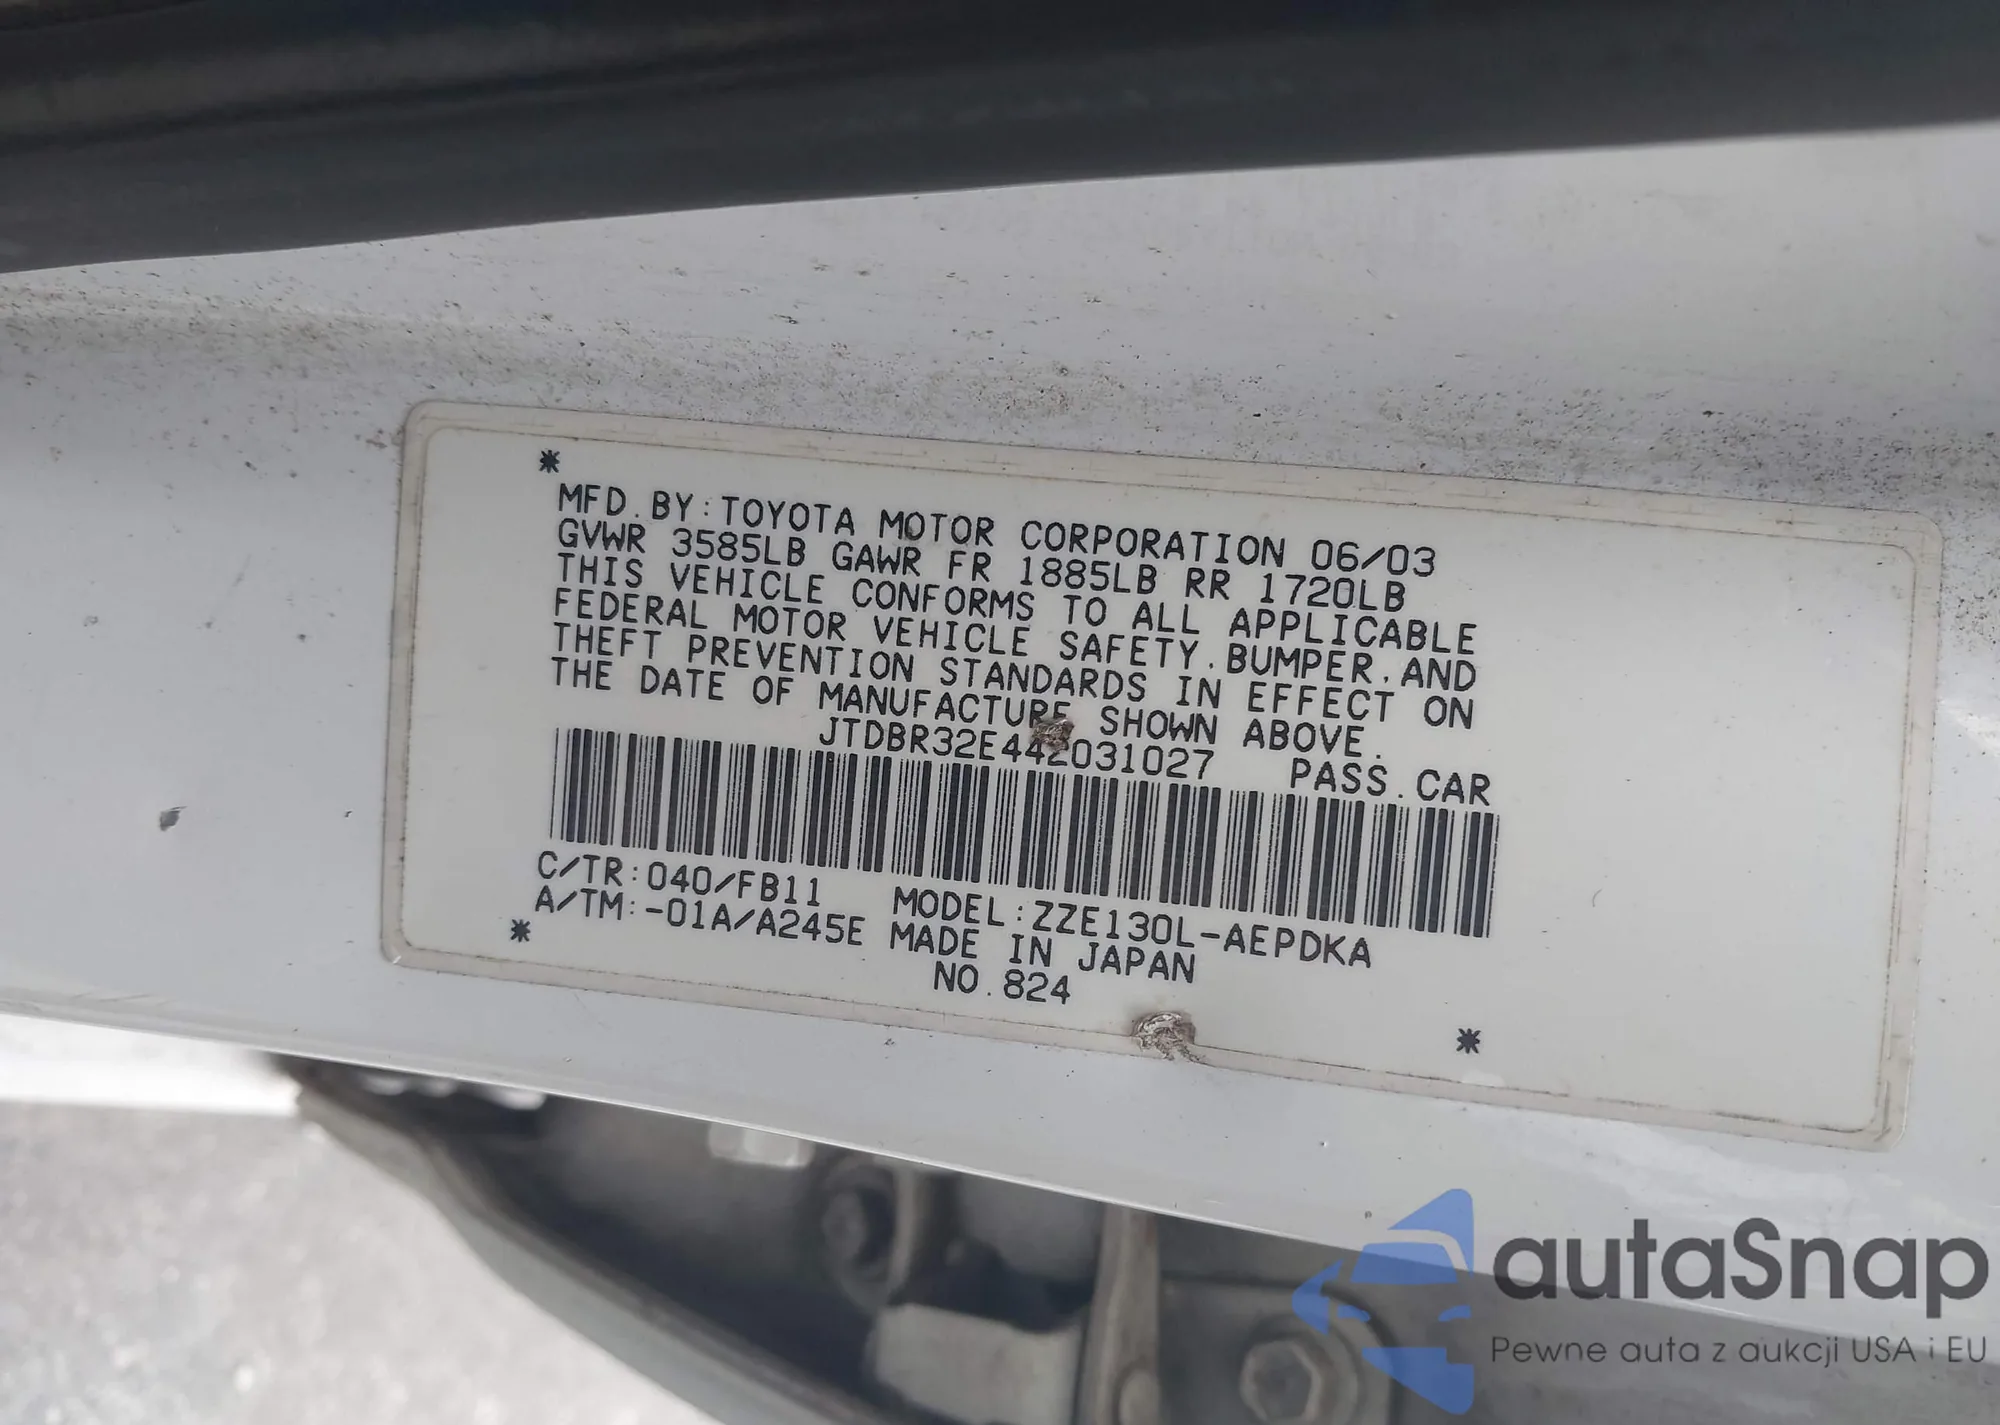 *
MFD. BY: TOYOTA MOTOR CORPORATION 06/03
GVWR 3585LB GAWR FR 1885LB RR 1720LB
THIS VEHICLE CONFORMS TO ALL APPLICABLE
FEDERAL MOTOR VEHICLE SAFETY, BUMPER, AND
THEFT PREVENTION STANDARDS IN EFFECT ON
THE DATE OF MANUFACTURE SHOWN ABOVE.
JTDBR32E442031027 PASS. CAR
C/TR: 040/FB11 MODEL: ZZE130L-AEPDKA
A/TM: -01A/A245E MADE IN JAPAN
* NO. 824
*
autaSnap
Pewne auta z aukcji USA i EU